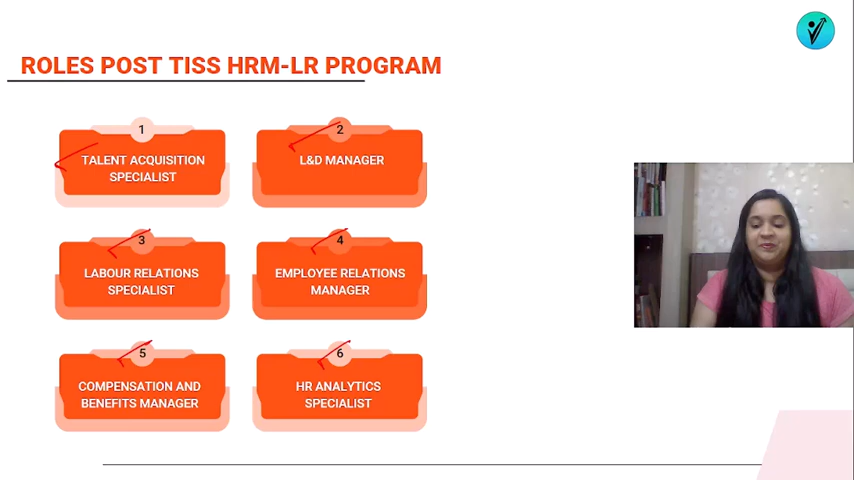 ROLES POST TISS HRM-LR PROGRAM
1
TALENT ACQUISITION
SPECIALIST
2
L&D MANAGER
3
LABOUR RELATIONS
SPECIALIST
4
EMPLOYEE RELATIONS
MANAGER
5
COMPENSATION AND
BENEFITS MANAGER
6
HR ANALYTICS
SPECIALIST